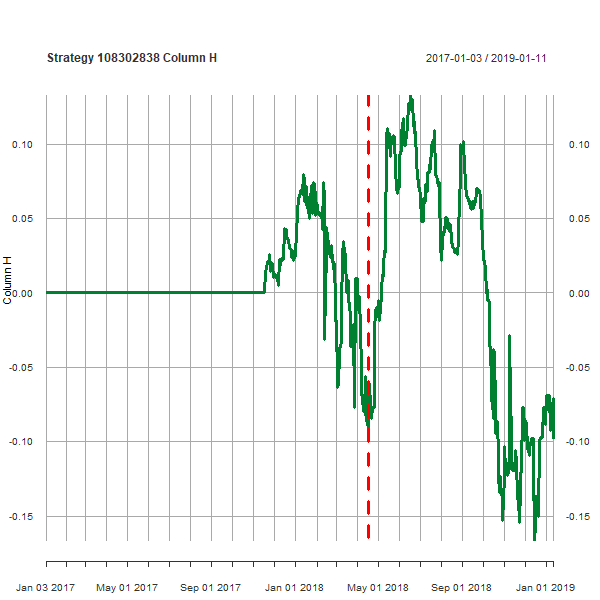 Strategy 108302838 Column H
2017-01-03 / 2019-01-11
Column H
0.10
0.05
0.00
-0.05
-0.10
-0.15
0.10
0.05
0.00
-0.05
-0.10
-0.15
Jan 03 2017
May 01 2017
Sep 01 2017
Jan 01 2018
May 01 2018
Sep 01 2018
Jan 01 2019